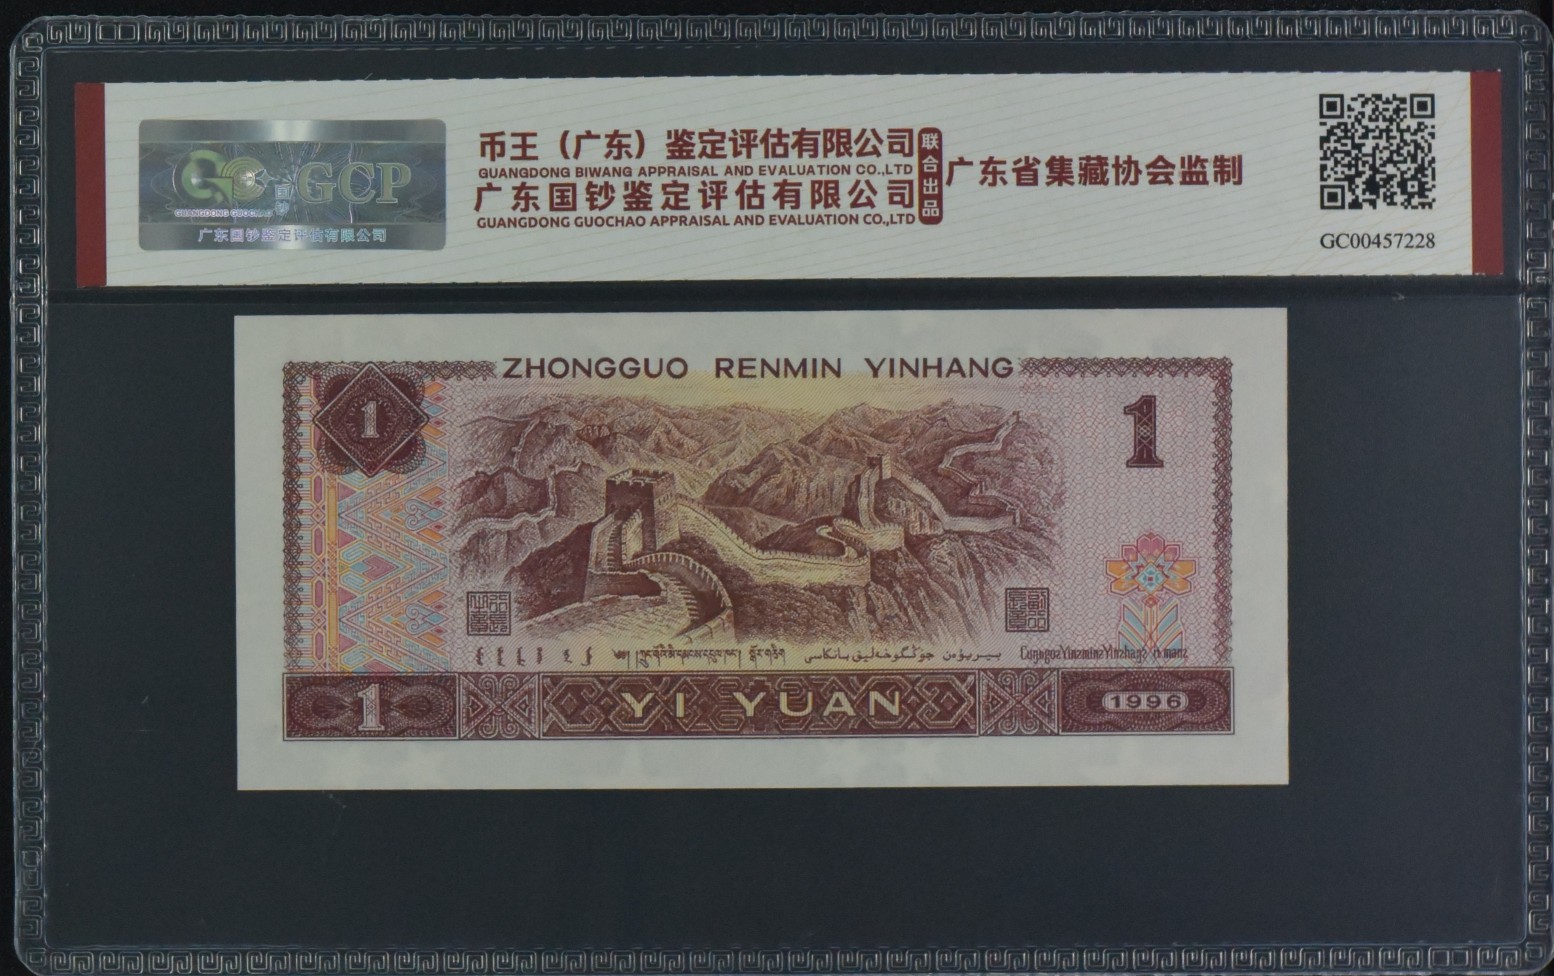 GCP
国钞
GUANGDONG GUOCHAO
广东国钞鉴定评估有限公司
币王（广东）鉴定评估有限公司
GUANGDONG BIWANG APPRAISAL AND EVALUATION CO.,LTD
广东国钞鉴定评估有限公司
GUANGDONG GUOCHAO APPRAISAL AND EVALUATION CO.,LTD
联合出品
广东省集藏协会监制
GC00457228
ZHONGGUO RENMIN YINHANG
1
1
1
YI YUAN
1996